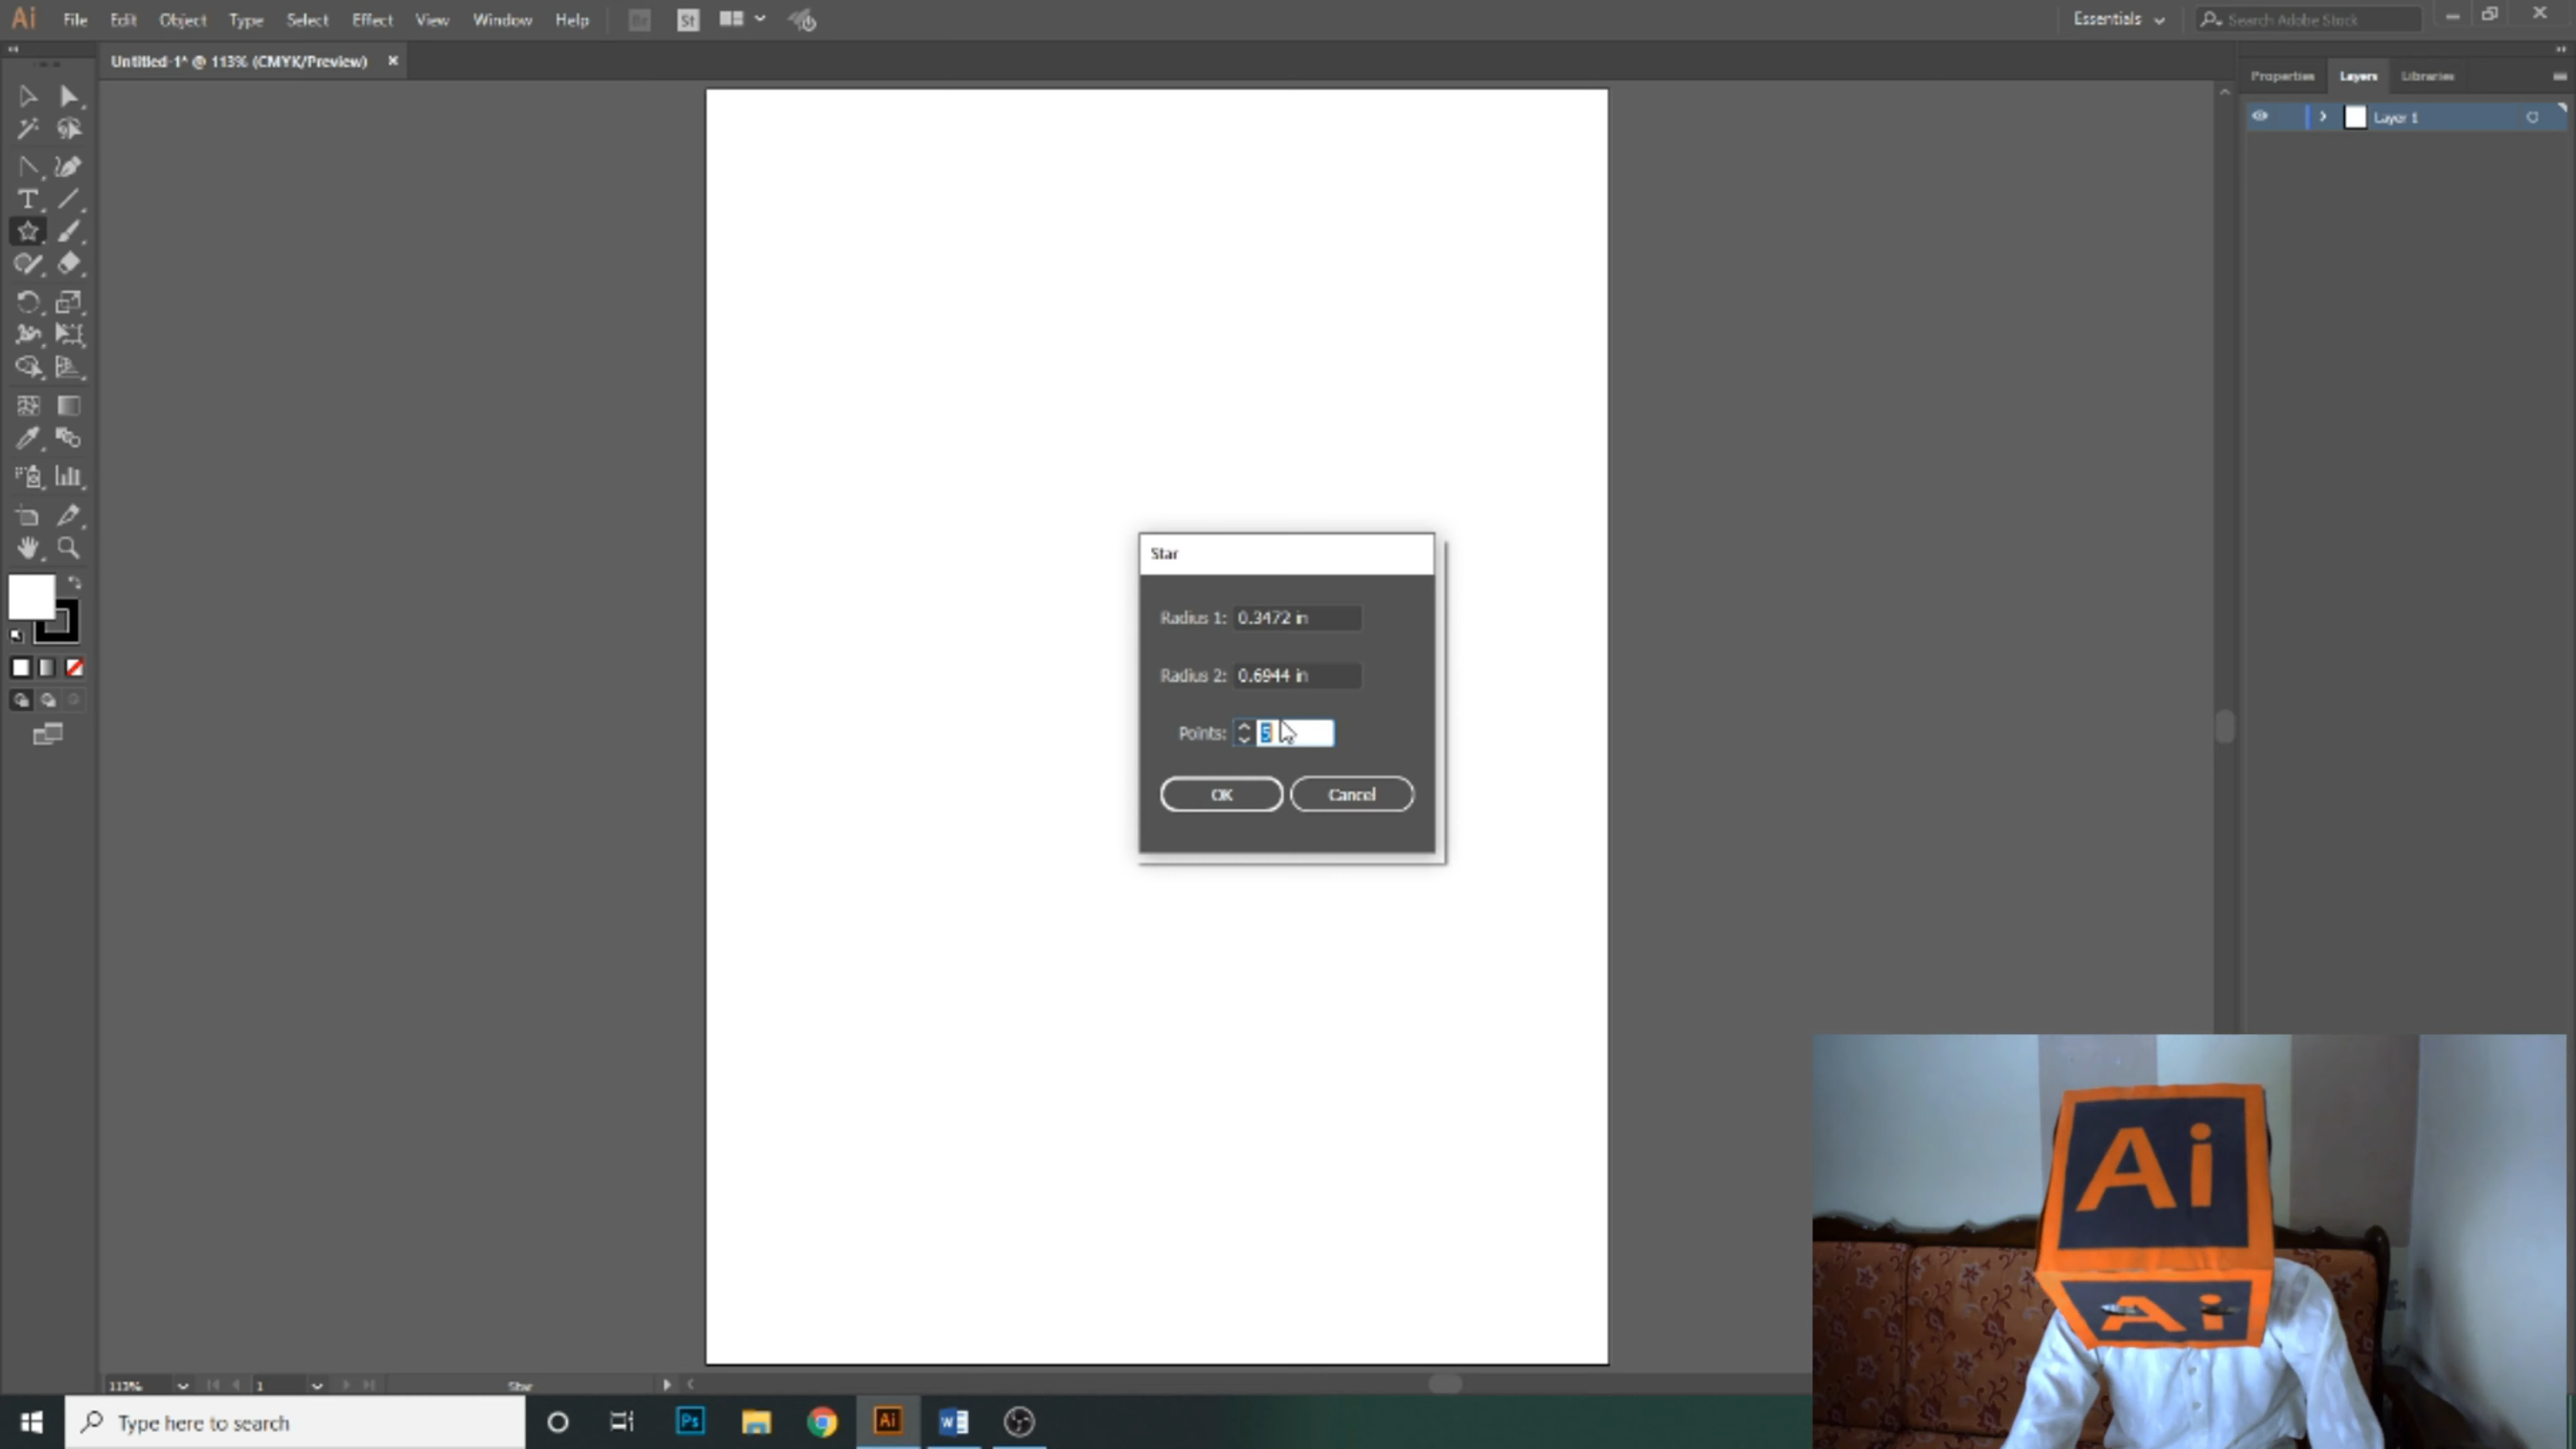 Ai File Edit Object Type Select Effect View Window Help Br St Essentials Search Adobe Stock
Untitled-1* @ 113% (CMYK/Preview) ×
Properties Layers Libraries
Layer 1
T
Star
Radius 1: 0.3472 in
Radius 2: 0.6944 in
Points: 5
OK Cancel
Ai
Ai
113% 1 Star
Type here to search Ps Ai W